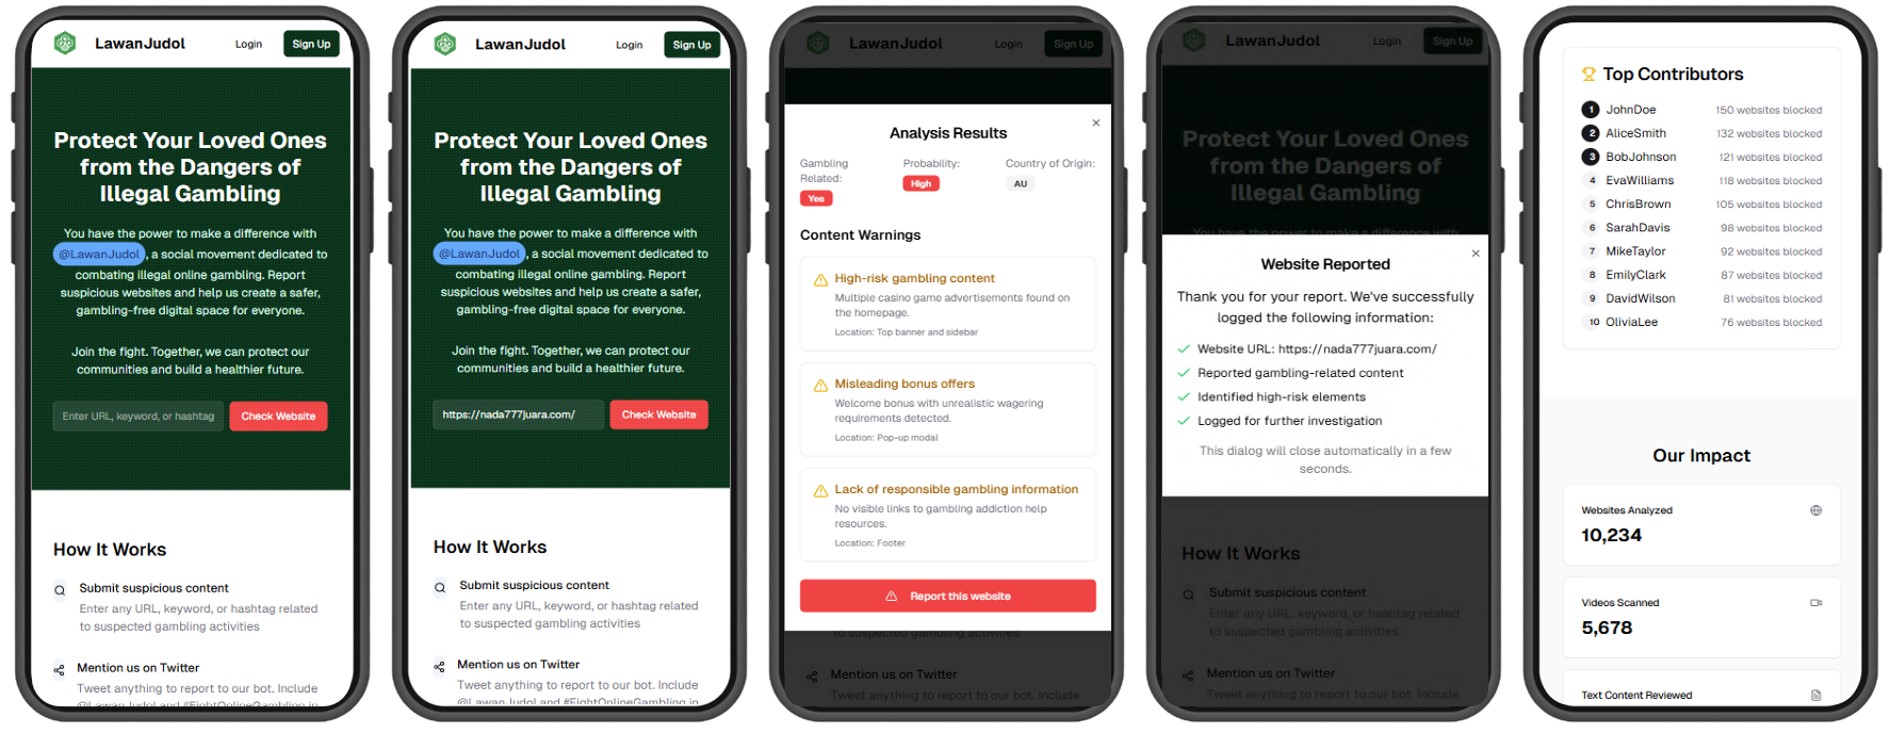 LawanJudol
Login
Sign Up
Protect Your Loved Ones
from the Dangers of
Illegal Gambling
You have the power to make a difference with
@LawanJudol , a social movement dedicated to
combating illegal online gambling. Report
suspicious websites and help us create a safer,
gambling-free digital space for everyone.
Join the fight. Together, we can protect our
communities and build a healthier future.
Enter URL, keyword, or hashtag
Check Website
How It Works
Submit suspicious content
Enter any URL, keyword, or hashtag related
to suspected gambling activities
Mention us on Twitter
Tweet anything to report to our bot. Include
@LawanJudol and #FightOnlineGambling in
LawanJudol
Login
Sign Up
Protect Your Loved Ones
from the Dangers of
Illegal Gambling
You have the power to make a difference with
@LawanJudol , a social movement dedicated to
combating illegal online gambling. Report
suspicious websites and help us create a safer,
gambling-free digital space for everyone.
Join the fight. Together, we can protect our
communities and build a healthier future.
https://nada777juara.com/
Check Website
How It Works
Submit suspicious content
Enter any URL, keyword, or hashtag related
to suspected gambling activities
Mention us on Twitter
Tweet anything to report to our bot. Include
@LawanJudol and #FightOnlineGambling in
LawanJudol
Login
Sign Up
Analysis Results
Gambling
Related:
Yes
Probability:
High
Country of Origin:
AU
Content Warnings
High-risk gambling content
Multiple casino game advertisements found on
the homepage.
Location: Top banner and sidebar
Misleading bonus offers
Welcome bonus with unrealistic wagering
requirements detected.
Location: Pop-up modal
Lack of responsible gambling information
No visible links to gambling addiction help
resources.
Location: Footer
Report this website
to suspected gambling activities
Mention us on Twitter
Tweet anything to report to our bot. Include
LawanJudol
Login
Sign Up
Protect Your Loved Ones
from the Dangers of
Illegal Gambling
You have the power to make a difference with
Website Reported
Thank you for your report. We've successfully
logged the following information:
Website URL: https://nada777juara.com/
Reported gambling-related content
Identified high-risk elements
Logged for further investigation
This dialog will close automatically in a few
seconds.
How It Works
Submit suspicious content
Enter any URL, keyword, or hashtag related
to suspected gambling activities
Mention us on Twitter
Tweet anything to report to our bot. Include
Top Contributors
1 JohnDoe 150 websites blocked
2 AliceSmith 132 websites blocked
3 BobJohnson 121 websites blocked
4 EvaWilliams 118 websites blocked
5 ChrisBrown 105 websites blocked
6 SarahDavis 98 websites blocked
7 MikeTaylor 92 websites blocked
8 EmilyClark 87 websites blocked
9 DavidWilson 81 websites blocked
10 OliviaLee 76 websites blocked
Our Impact
Websites Analyzed
10,234
Videos Scanned
5,678
Text Content Reviewed